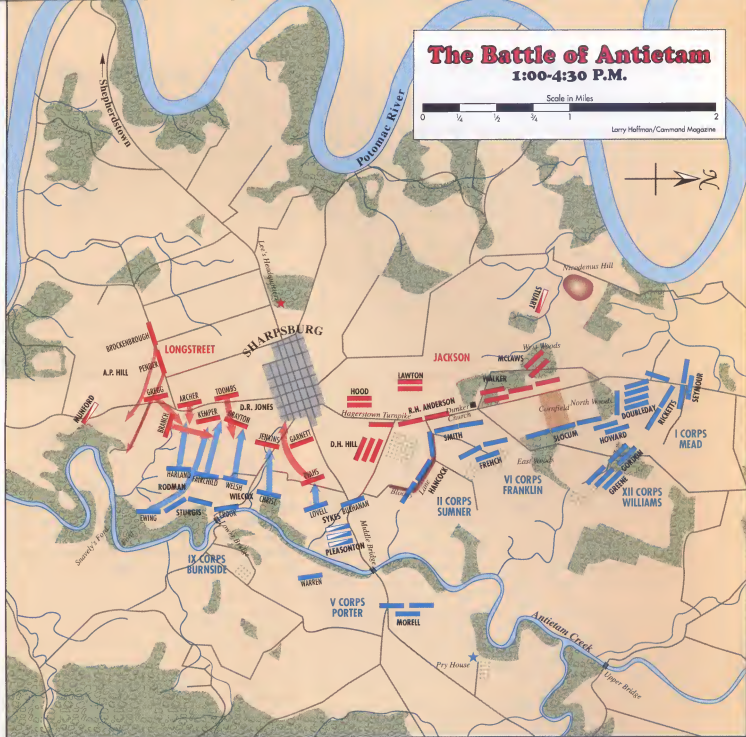 The Battle of Antietam
1:00-4:30 P.M.
Scale in Miles
0 ¼ ½ ¾ 1 2
Larry Hoffman/Command Magazine
N
Shepherdstown
Potomac River
Lee's Headquarters
Nicodemus Hill
STUART
SHARPSBURG
BROCKENBROUGH
LONGSTREET
PENDER
A.P. HILL
GREGG
ARCHER
TOOMBS
KEMPER
DRAYTON
D.R. JONES
BRANCH
MUNFORD
JENKINS
GARNETT
EVANS
HOOD
LAWTON
JACKSON
MCLAWS
West Woods
WALKER
R.H. ANDERSON
Hagerstown Turnpike
Dunker
Church
D.H. HILL
Cornfield
North Woods
DOUBLEDAY
RICKETTS
SEYMOUR
I CORPS
MEAD
SMITH
SLOCUM
HOWARD
GORDAN
GREENE
FRENCH
East Woods
HANCOCK
Bloody Lane
II CORPS
SUMNER
VI CORPS
FRANKLIN
XII CORPS
WILLIAMS
HARLAND
FAIRCHILD
WELSH
RODMAN
WILCOX
CHRIST
EWING
STURGIS
CROOK
Lower Bridge
LOVELL
SYKES
BUCHANAN
PLEASONTON
Middle Bridge
Snavely's Ford
IX CORPS
BURNSIDE
WARREN
V CORPS
PORTER
MORELL
Antietam Creek
Pry House
Upper Bridge